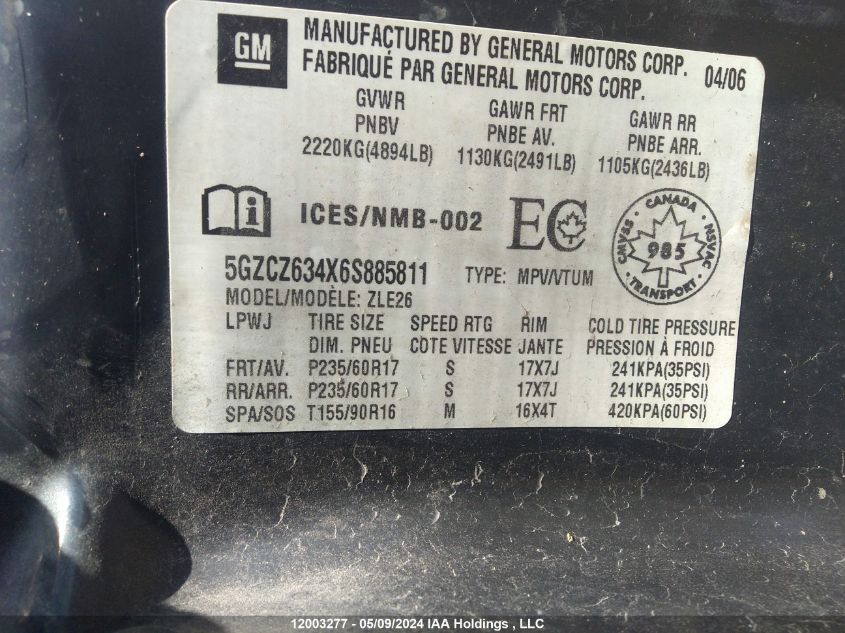 GM
MANUFACTURED BY GENERAL MOTORS CORP. 04/06
FABRIQUÉ PAR GENERAL MOTORS CORP.
GVWR GAWR FRT GAWR RR
PNBV PNBE AV. PNBE ARR.
2220KG(4894LB) 1130KG(2491LB) 1105KG(2436LB)
i ICES/NMB-002 EC
CANADA
CMVSS 985 NSVAC
TRANSPORT
5GZCZ634X6S885811 TYPE: MPV/VTUM
MODEL/MODÈLE: ZLE26
LPWJ TIRE SIZE SPEED RTG RIM COLD TIRE PRESSURE
DIM. PNEU COTE VITESSE JANTE PRESSION À FROID
FRT/AV. P235/60R17 S 17X7J 241KPA(35PSI)
RR/ARR. P235/60R17 S 17X7J 241KPA(35PSI)
SPA/SOS T155/90R16 M 16X4T 420KPA(60PSI)
12003277 - 05/09/2024 IAA Holdings , LLC